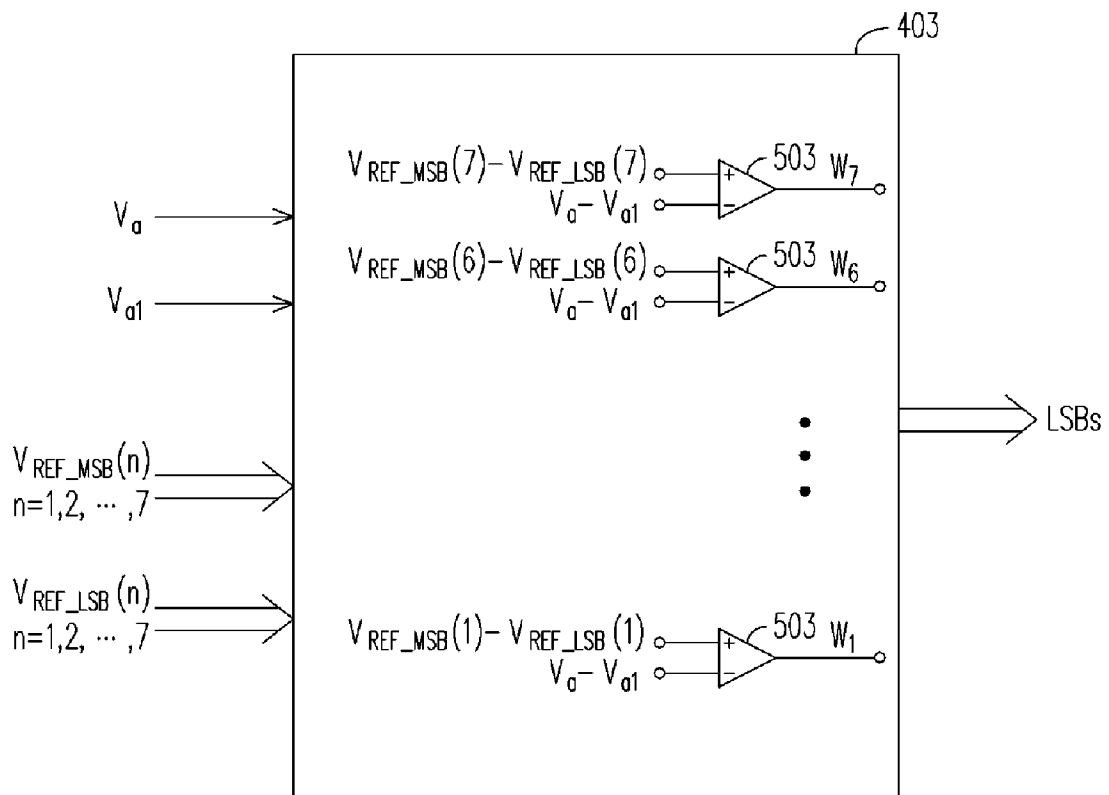 403
V_REF_MSB(7)-V_REF_LSB(7)
+
503
W_7
V_a-V_a1
-
V_a
V_REF_MSB(6)-V_REF_LSB(6)
+
503
W_6
V_a-V_a1
-
V_a1
LSBs
V_REF_MSB(n)
n=1,2, ⋯ ,7
V_REF_LSB(n)
n=1,2, ⋯ ,7
V_REF_MSB(1)-V_REF_LSB(1)
+
503
W_1
V_a-V_a1
-